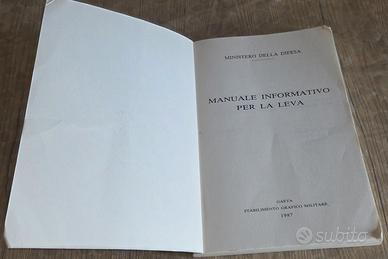 MINISTERO DELLA DIFESA
MANUALE INFORMATIVO
PER LA LEVA
GAETA
STABILIMENTO GRAFICO MILITARE
1987
subito